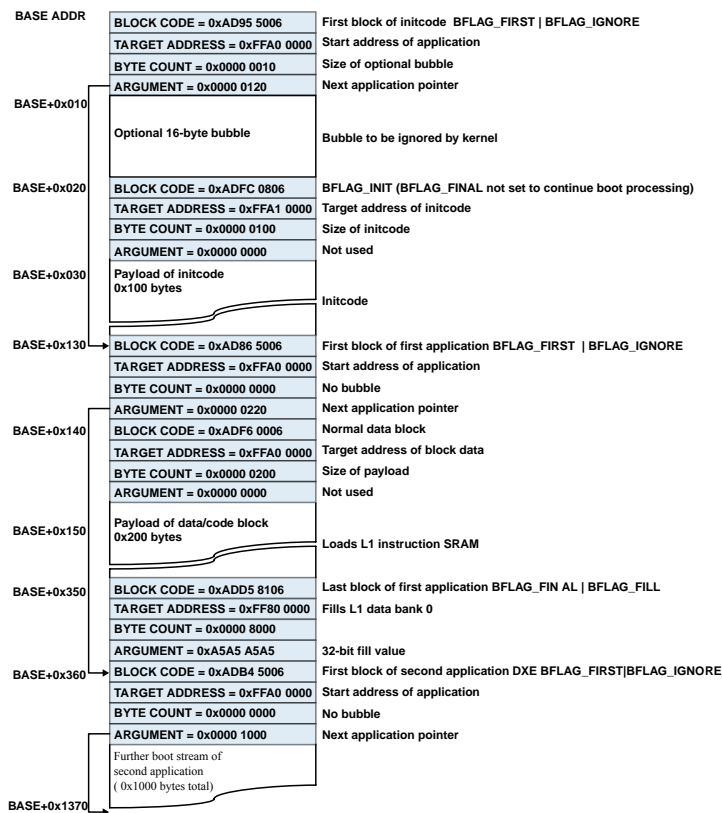 BASE ADDR
BLOCK CODE = 0xAD95 5006 First block of initcode BFLAG_FIRST | BFLAG_IGNORE
TARGET ADDRESS = 0xFFA0 0000 Start address of application
BYTE COUNT = 0x0000 0010 Size of optional bubble
ARGUMENT = 0x0000 0120 Next application pointer
BASE+0x010
Optional 16-byte bubble Bubble to be ignored by kernel
BASE+0x020 BLOCK CODE = 0xADFC 0806 BFLAG_INIT (BFLAG_FINAL not set to continue boot processing)
TARGET ADDRESS = 0xFFA1 0000 Target address of initcode
BYTE COUNT = 0x0000 0100 Size of initcode
ARGUMENT = 0x0000 0000 Not used
BASE+0x030 Payload of initcode
0x100 bytes
Initcode
BASE+0x130 BLOCK CODE = 0xAD86 5006 First block of first application BFLAG_FIRST | BFLAG_IGNORE
TARGET ADDRESS = 0xFFA0 0000 Start address of application
BYTE COUNT = 0x0000 0000 No bubble
ARGUMENT = 0x0000 0220 Next application pointer
BASE+0x140 BLOCK CODE = 0xADF6 0006 Normal data block
TARGET ADDRESS = 0xFFA0 0000 Target address of block data
BYTE COUNT = 0x0000 0200 Size of payload
ARGUMENT = 0x0000 0000 Not used
BASE+0x150 Payload of data/code block
0x200 bytes
Loads L1 instruction SRAM
BASE+0x350 BLOCK CODE = 0xADD5 8106 Last block of first application BFLAG_FIN AL | BFLAG_FILL
TARGET ADDRESS = 0xFF80 0000 Fills L1 data bank 0
BYTE COUNT = 0x0000 8000
ARGUMENT = 0xA5A5 A5A5 32-bit fill value
BASE+0x360 BLOCK CODE = 0xADB4 5006 First block of second application DXE BFLAG_FIRST|BFLAG_IGNORE
TARGET ADDRESS = 0xFFA0 0000 Start address of application
BYTE COUNT = 0x0000 0000 No bubble
ARGUMENT = 0x0000 1000 Next application pointer
Further boot stream of
second application
( 0x1000 bytes total)
BASE+0x1370